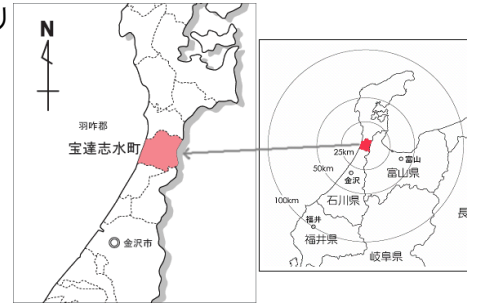 り
N
羽咋郡
宝達志水町
金沢市
25km
50km
100km
富山
富山県
金沢
石川県
福井
福井県
岐阜県
長